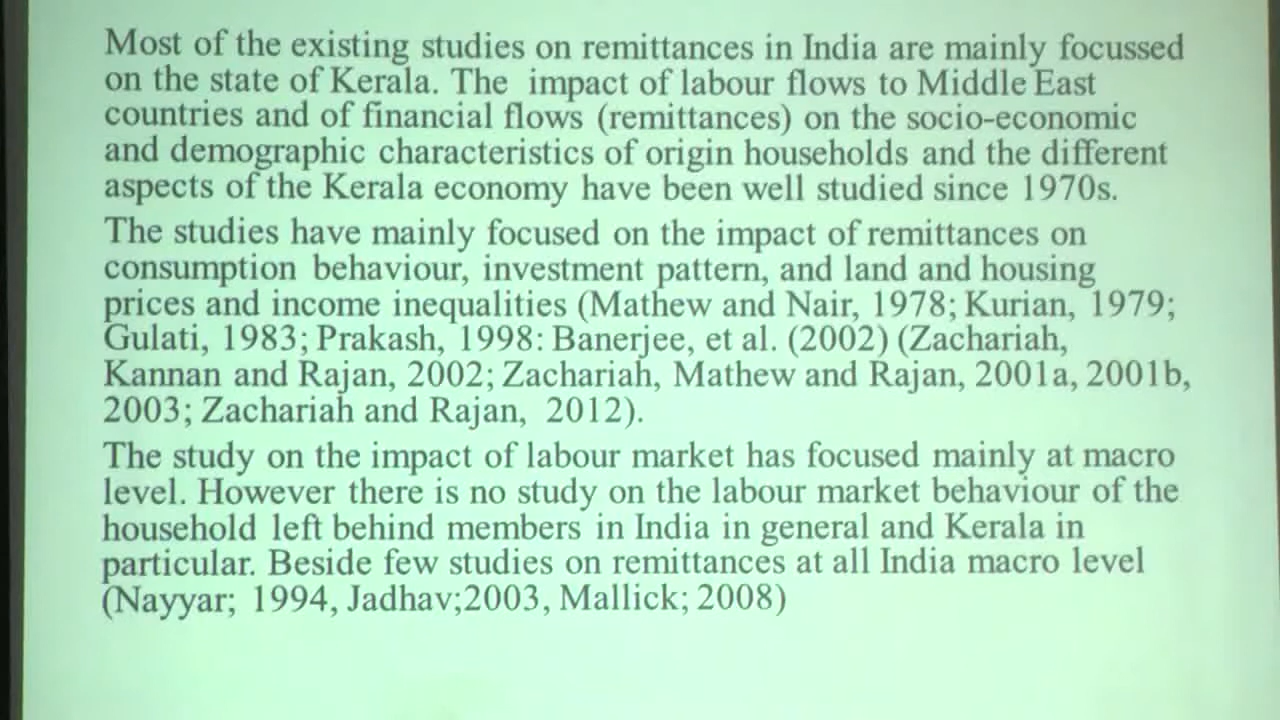 Most of the existing studies on remittances in India are mainly focussed
on the state of Kerala. The impact of labour flows to Middle East
countries and of financial flows (remittances) on the socio-economic
and demographic characteristics of origin households and the different
aspects of the Kerala economy have been well studied since 1970s.
The studies have mainly focused on the impact of remittances on
consumption behaviour, investment pattern, and land and housing
prices and income inequalities (Mathew and Nair, 1978; Kurian, 1979;
Gulati, 1983; Prakash, 1998: Banerjee, et al. (2002) (Zachariah,
Kannan and Rajan, 2002; Zachariah, Mathew and Rajan, 2001a, 2001b,
2003; Zachariah and Rajan, 2012).
The study on the impact of labour market has focused mainly at macro
level. However there is no study on the labour market behaviour of the
household left behind members in India in general and Kerala in
particular. Beside few studies on remittances at all India macro level
(Nayyar; 1994, Jadhav;2003, Mallick; 2008)